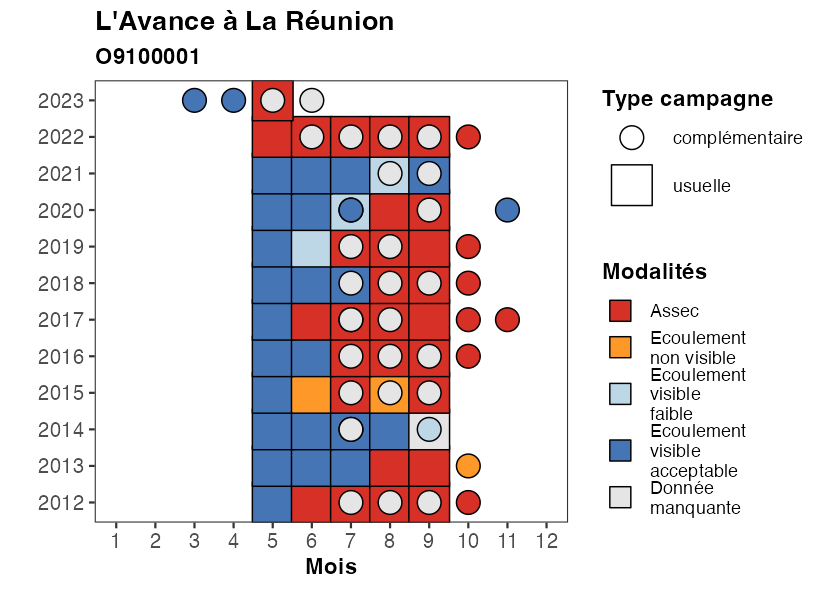 L'Avance à La Réunion
O9100001
2023
2022
2021
2020
2019
2018
2017
2016
2015
2014
2013
2012
1 2 3 4 5 6 7 8 9 10 11 12
Mois
Type campagne
complémentaire
usuelle
Modalités
Assec
Ecoulement
non visible
Ecoulement
visible
faible
Ecoulement
visible
acceptable
Donnée
manquante